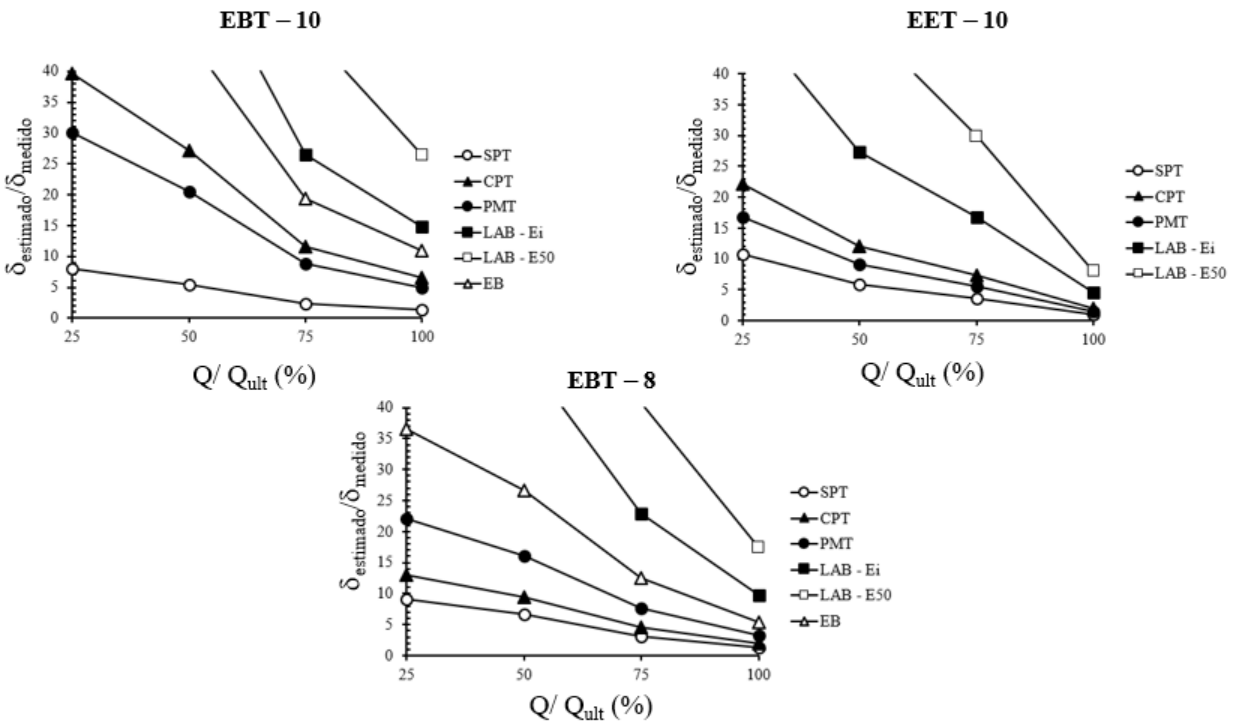 EBT – 10
40
35
30
25
20
15
10
5
0
δestimado/δmedido
25 50 75 100
Q/ Qult (%)
SPT
CPT
PMT
LAB - Ei
LAB - E50
EB
EET – 10
40
35
30
25
20
15
10
5
0
δestimado/δmedido
25 50 75 100
Q/ Qult (%)
SPT
CPT
PMT
LAB - Ei
LAB - E50
EBT – 8
40
35
30
25
20
15
10
5
0
δestimado/δmedido
25 50 75 100
Q/ Qult (%)
SPT
CPT
PMT
LAB - Ei
LAB - E50
EB